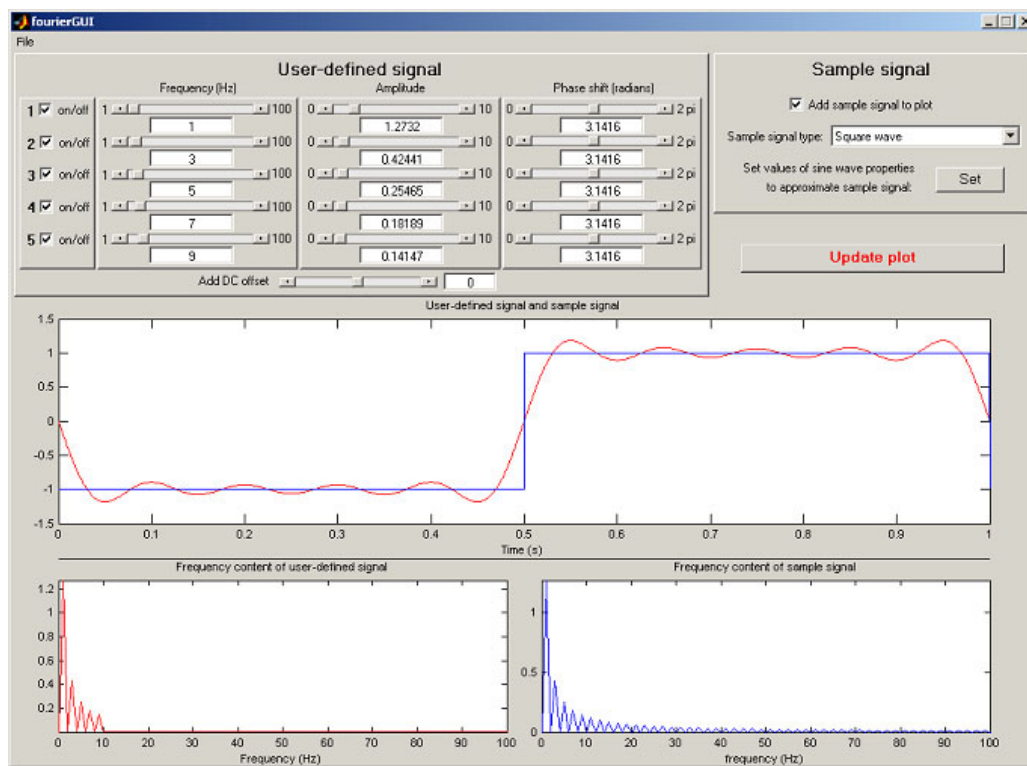 fourierGUI
File
User-defined signal
Frequency (Hz) Amplitude Phase shift (radians)
1 on/off 1 100 0 10 0 2 pi
1 1.2732 3.1416
2 on/off 1 100 0 10 0 2 pi
3 0.42441 3.1416
3 on/off 1 100 0 10 0 2 pi
5 0.25465 3.1416
4 on/off 1 100 0 10 0 2 pi
7 0.18189 3.1416
5 on/off 1 100 0 10 0 2 pi
9 0.14147 3.1416
Add DC offset 0
Sample signal
Add sample signal to plot
Sample signal type: Square wave
Set values of sine wave properties
to approximate sample signal: Set
Update plot
User-defined signal and sample signal
1.5
1
0.5
0
-0.5
-1
-1.5
0 0.1 0.2 0.3 0.4 0.5 0.6 0.7 0.8 0.9 1
Time (s)
Frequency content of user-defined signal
1.2
1
0.8
0.6
0.4
0.2
0 10 20 30 40 50 60 70 80 90 100
Frequency (Hz)
Frequency content of sample signal
1
0.5
0
0 10 20 30 40 50 60 70 80 90 100
frequency (Hz)